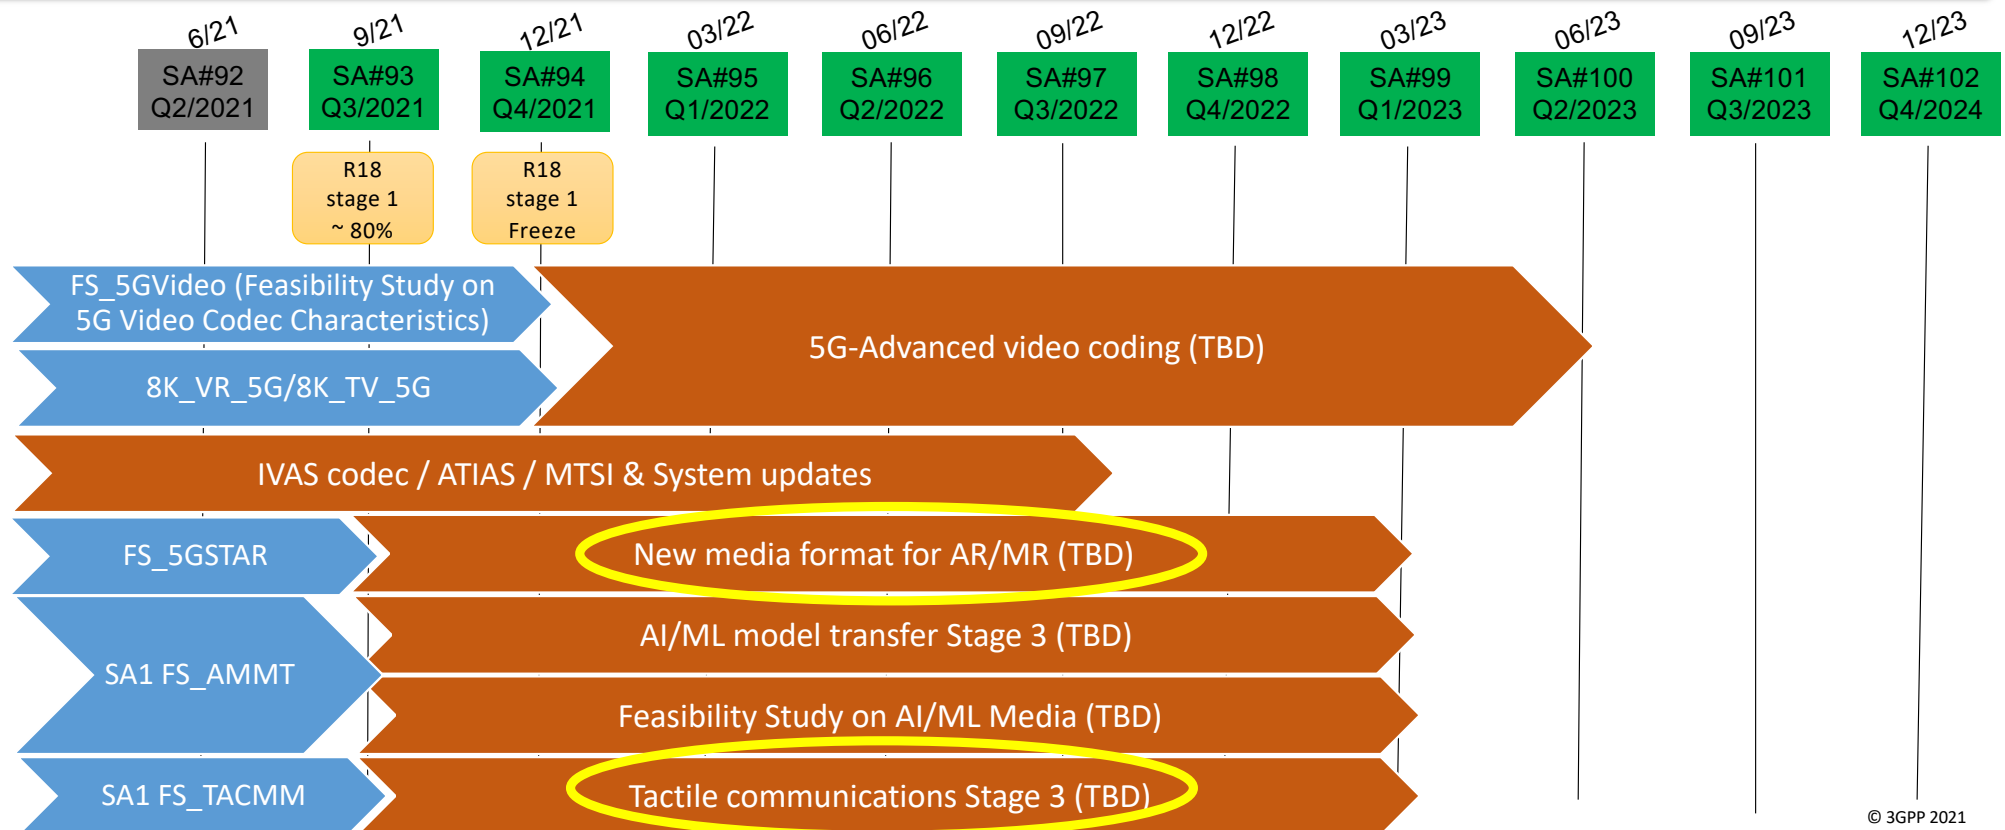 6/21
9/21
12/21
03/22
06/22
09/22
12/22
03/23
06/23
09/23
12/23
SA#92
Q2/2021
SA#93
Q3/2021
SA#94
Q4/2021
SA#95
Q1/2022
SA#96
Q2/2022
SA#97
Q3/2022
SA#98
Q4/2022
SA#99
Q1/2023
SA#100
Q2/2023
SA#101
Q3/2023
SA#102
Q4/2024
R18
stage 1
~ 80%
R18
stage 1
Freeze
FS_5GVideo (Feasibility Study on
5G Video Codec Characteristics)
8K_VR_5G/8K_TV_5G
5G-Advanced video coding (TBD)
IVAS codec / ATIAS / MTSI & System updates
FS_5GSTAR
New media format for AR/MR (TBD)
SA1 FS_AMMT
AI/ML model transfer Stage 3 (TBD)
Feasibility Study on AI/ML Media (TBD)
SA1 FS_TACMM
Tactile communications Stage 3 (TBD)
© 3GPP 2021